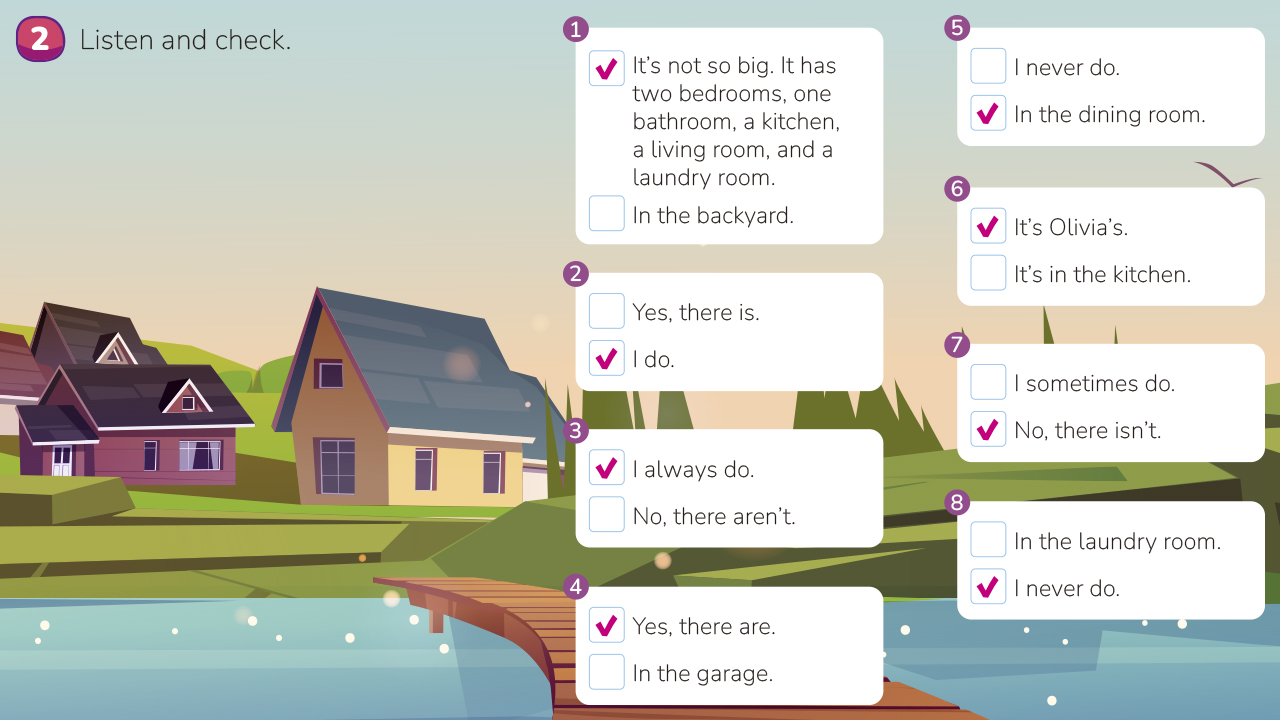 2 Listen and check.
1
It's not so big. It has
two bedrooms, one
bathroom, a kitchen,
a living room, and a
laundry room.
In the backyard.
2
Yes, there is.
I do.
3
I always do.
No, there aren't.
4
Yes, there are.
In the garage.
5
I never do.
In the dining room.
6
It's Olivia's.
It's in the kitchen.
7
I sometimes do.
No, there isn't.
8
In the laundry room.
I never do.